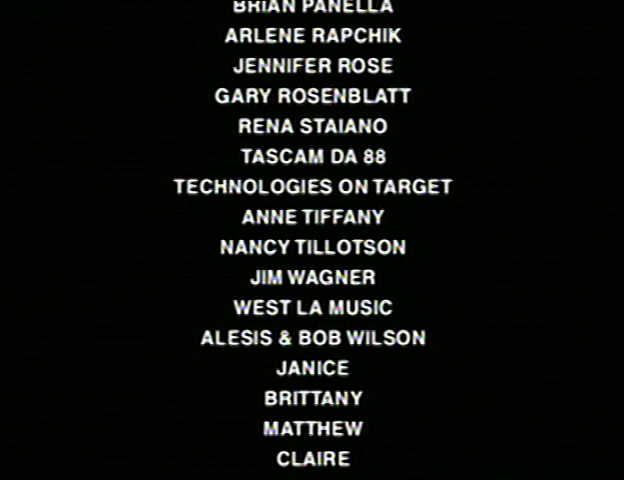 BRIAN PANELLA
ARLENE RAPCHIK
JENNIFER ROSE
GARY ROSENBLATT
RENA STAIANO
TASCAM DA 88
TECHNOLOGIES ON TARGET
ANNE TIFFANY
NANCY TILLOTSON
JIM WAGNER
WEST LA MUSIC
ALESIS & BOB WILSON
JANICE
BRITTANY
MATTHEW
CLAIRE